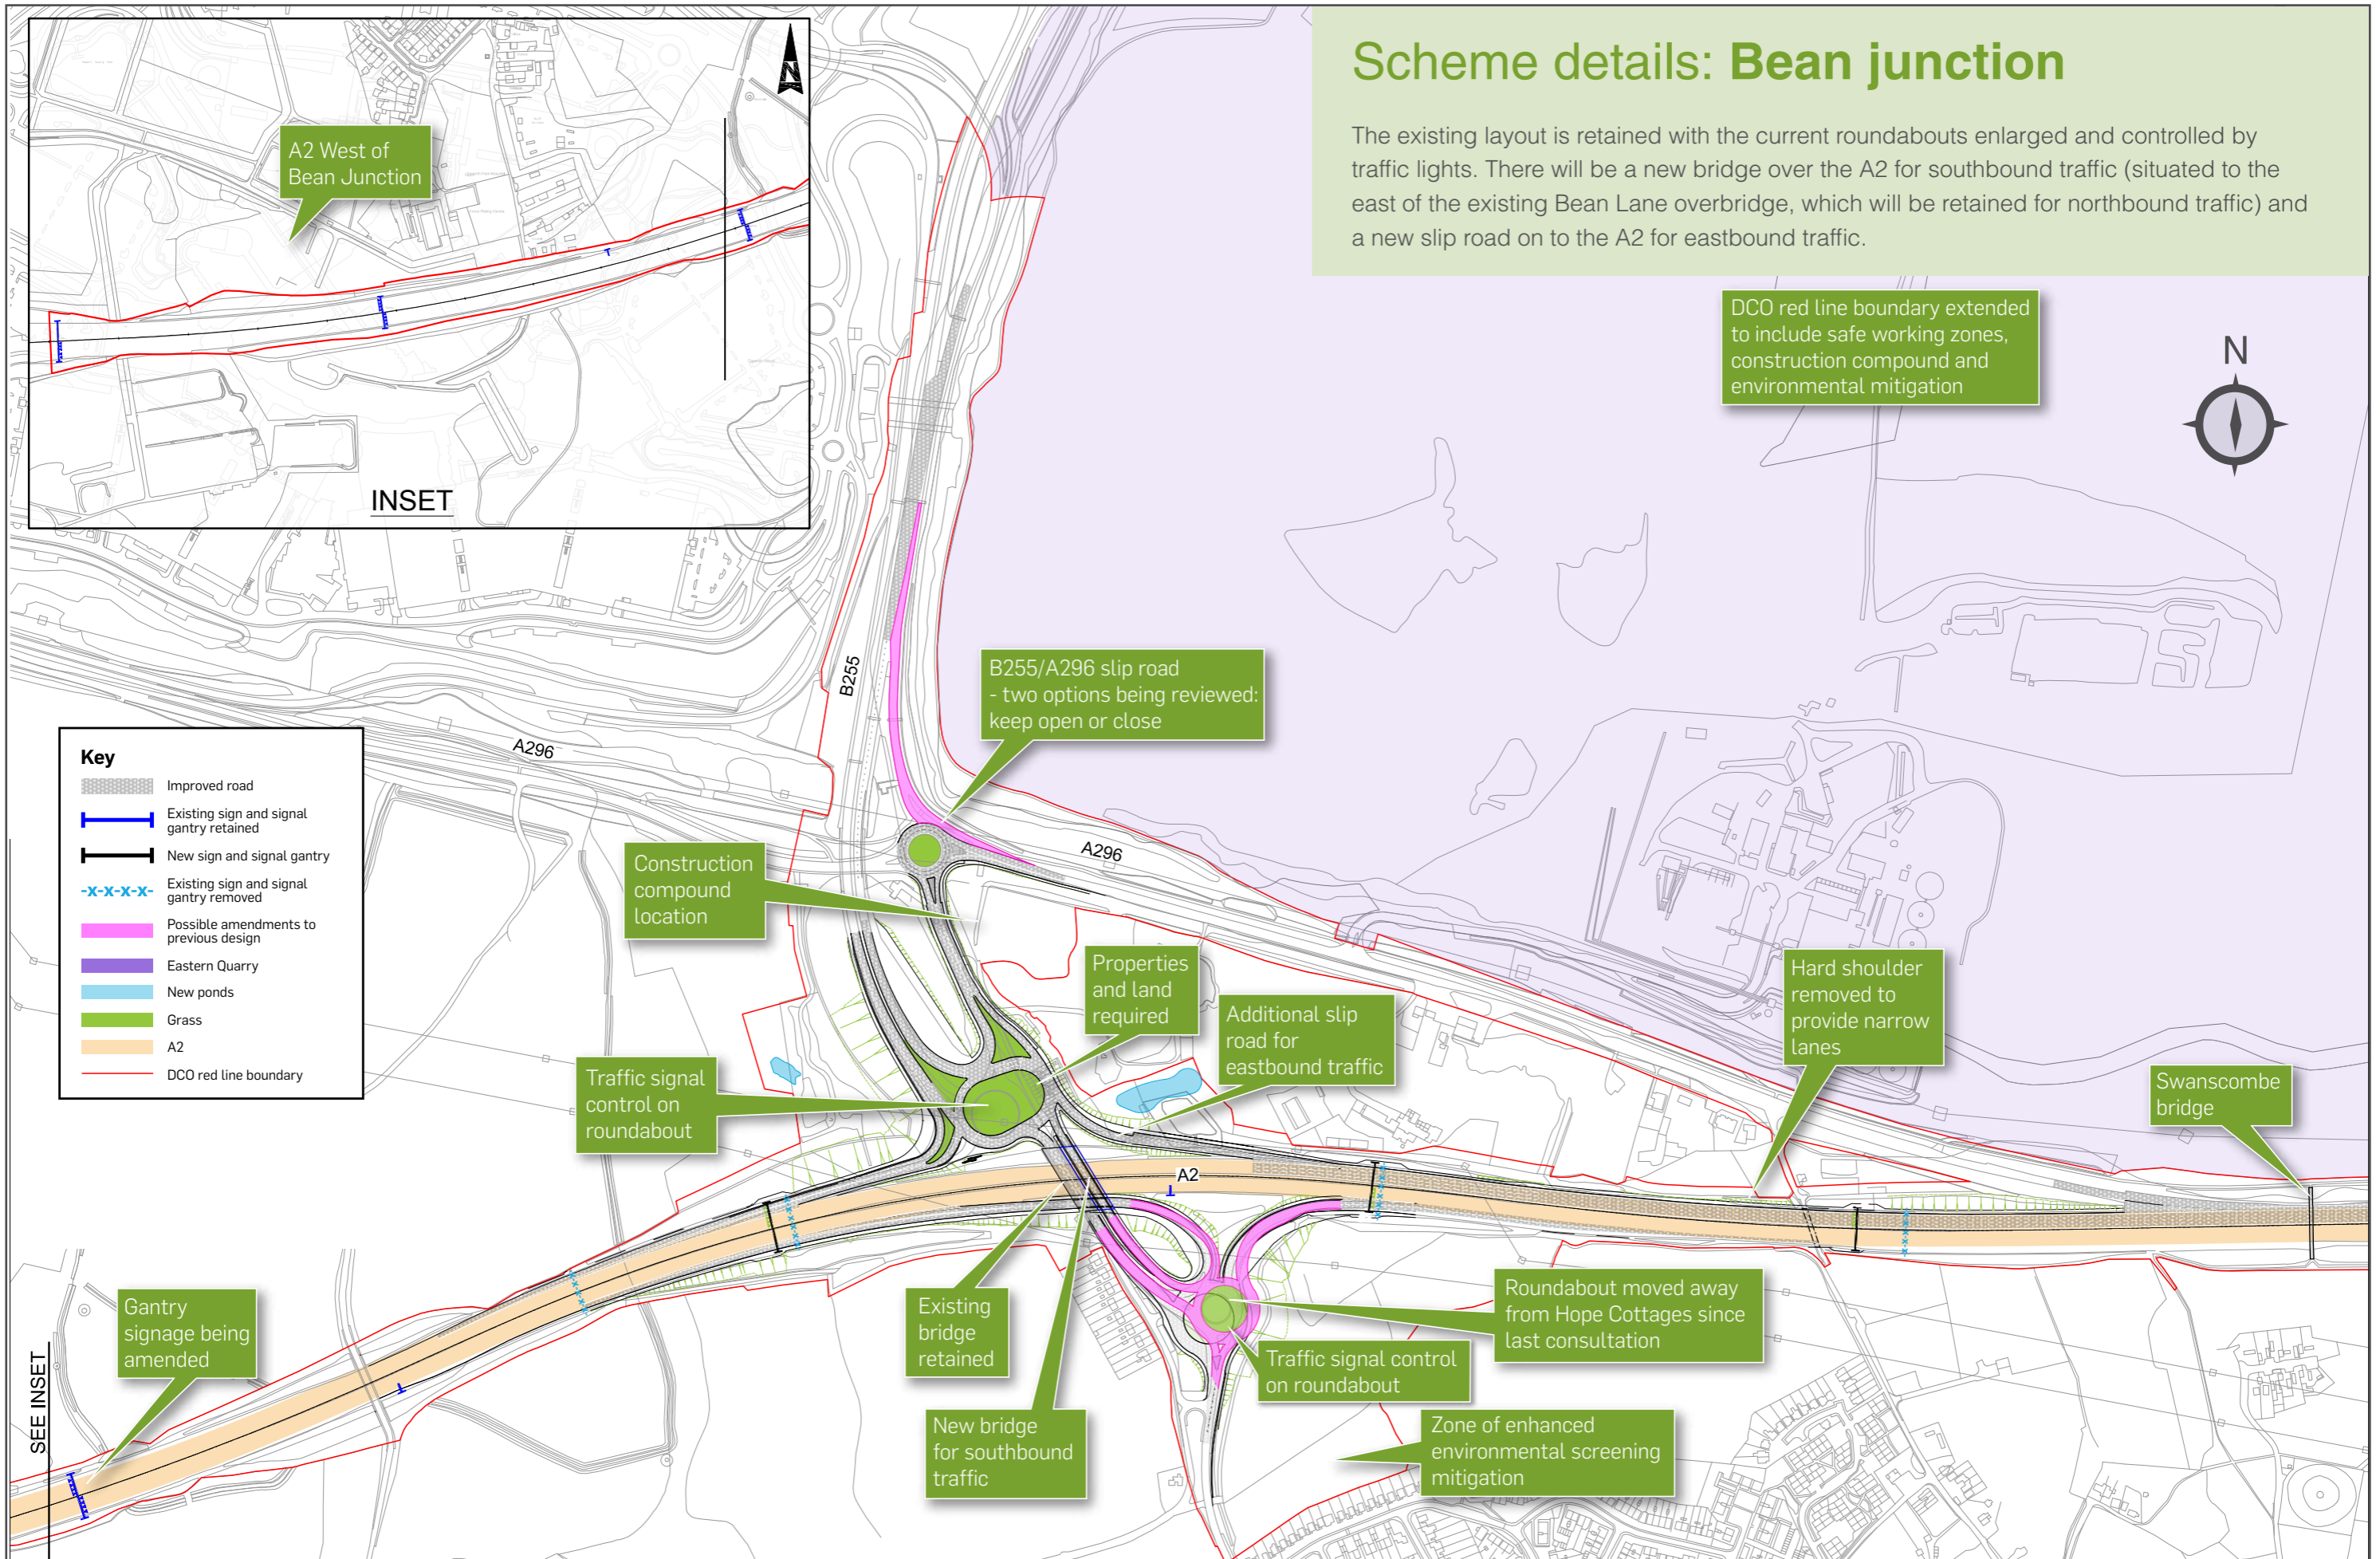 Scheme details: Bean junction
The existing layout is retained with the current roundabouts enlarged and controlled by
traffic lights. There will be a new bridge over the A2 for southbound traffic (situated to the
east of the existing Bean Lane overbridge, which will be retained for northbound traffic) and
a new slip road on to the A2 for eastbound traffic.
N
A2 West of
Bean Junction
INSET
DCO red line boundary extended
to include safe working zones,
construction compound and
environmental mitigation
N
B255
B255/A296 slip road
- two options being reviewed:
keep open or close
A296
A296
Key
Improved road
Existing sign and signal
gantry retained
New sign and signal gantry
-x-x-x-x-
Existing sign and signal
gantry removed
Possible amendments to
previous design
Eastern Quarry
New ponds
Grass
A2
DCO red line boundary
Construction
compound
location
Properties
and land
required
Additional slip
road for
eastbound traffic
Hard shoulder
removed to
provide narrow
lanes
Traffic signal
control on
roundabout
Swanscombe
bridge
A2
Gantry
signage being
amended
Existing
bridge
retained
Roundabout moved away
from Hope Cottages since
last consultation
Traffic signal control
on roundabout
New bridge
for southbound
traffic
Zone of enhanced
environmental screening
mitigation
SEE INSET